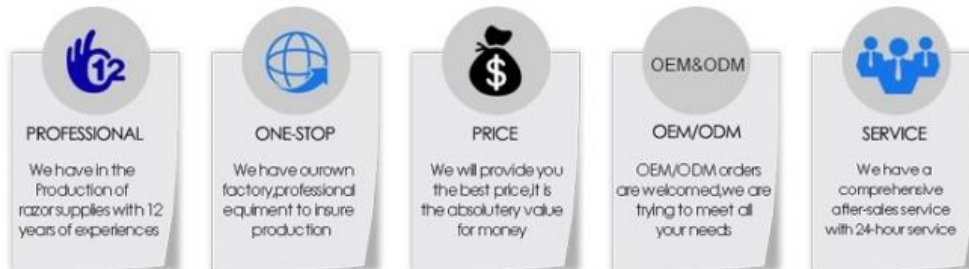 12
PROFESSIONAL
We have in the
Production of
razor supplies with 12
years of experiences
ONE-STOP
We have ourown
factory,professional
equiment to insure
production
$
PRICE
We will provide you
the best price,it is
the absolutery value
for money
OEM&ODM
OEM/ODM
OEM/ODM orders
are welcomed,we are
trying to meet all
your needs
SERVICE
We have a
comprehensive
after-sales service
with 24-hour service